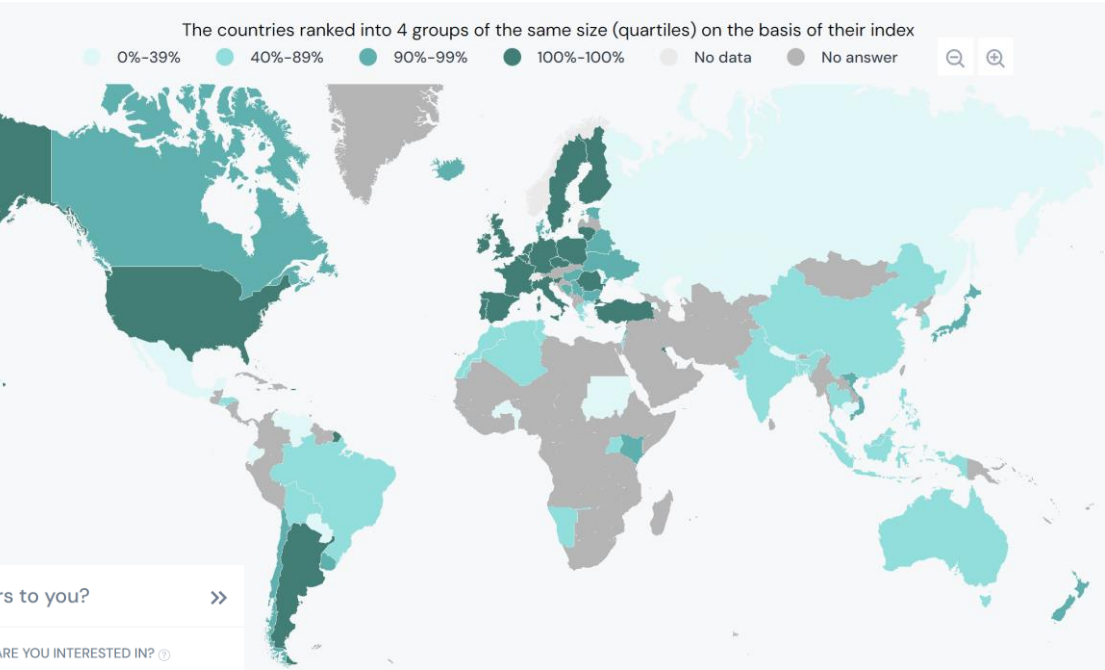 The countries ranked into 4 groups of the same size (quartiles) on the basis of their index
0%-39% 40%-89% 90%-99% 100%-100% No data No answer
rs to you?
ARE YOU INTERESTED IN?